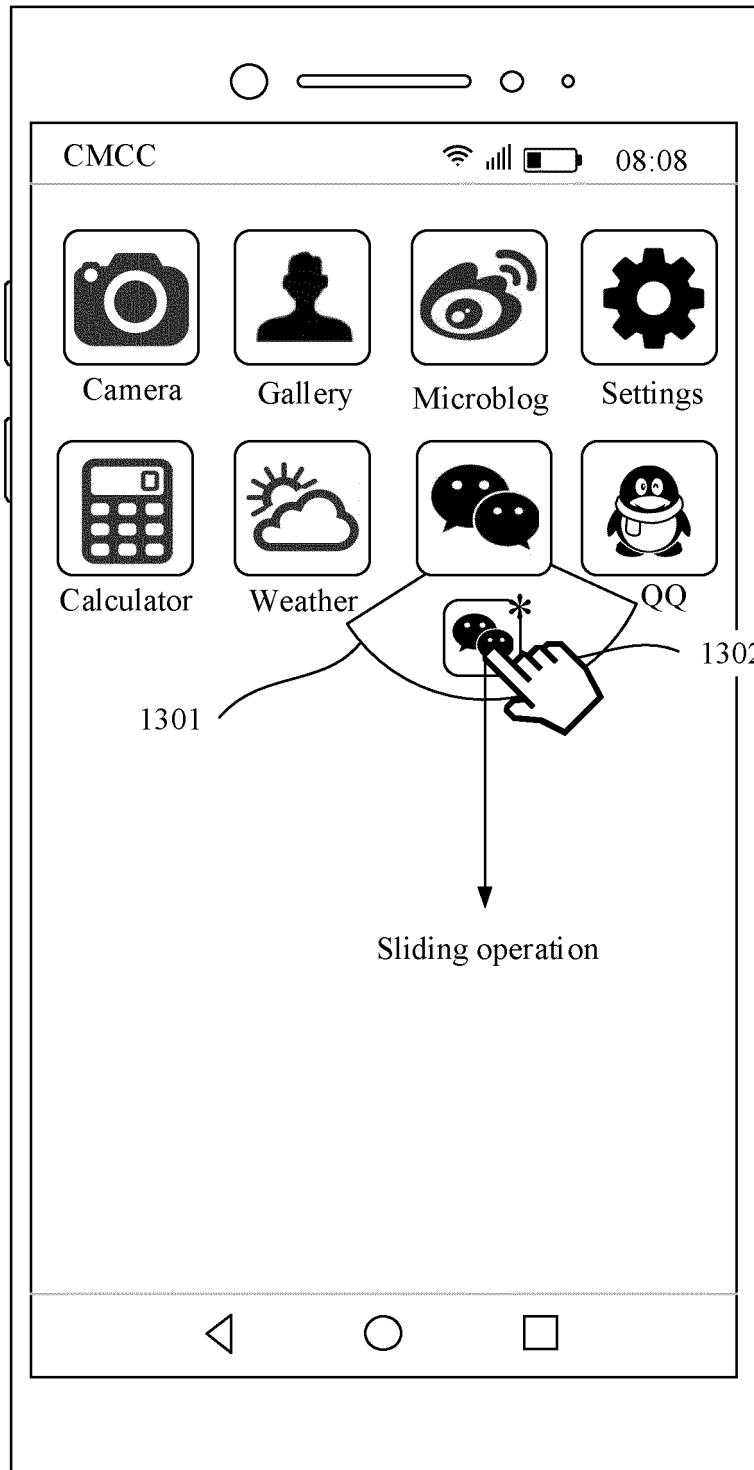 CMCC 08:08
Camera Gallery Microblog Settings
Calculator Weather QQ
*
1302
1301
Sliding operation